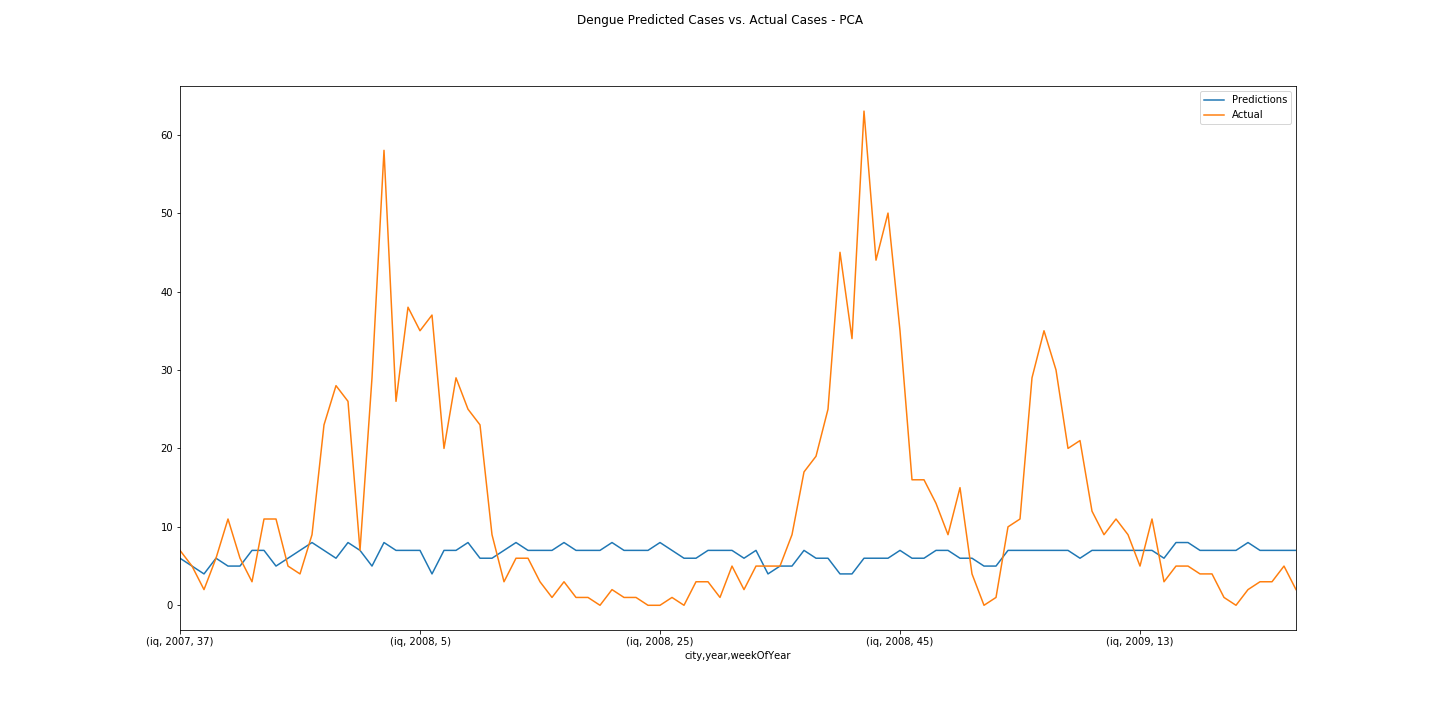 Dengue Predicted Cases vs. Actual Cases - PCA
Predictions
Actual
60
50
40
30
20
10
0
(iq, 2007, 37) (iq, 2008, 5) (iq, 2008, 25) (iq, 2008, 45) (iq, 2009, 13)
city,year,weekOfYear